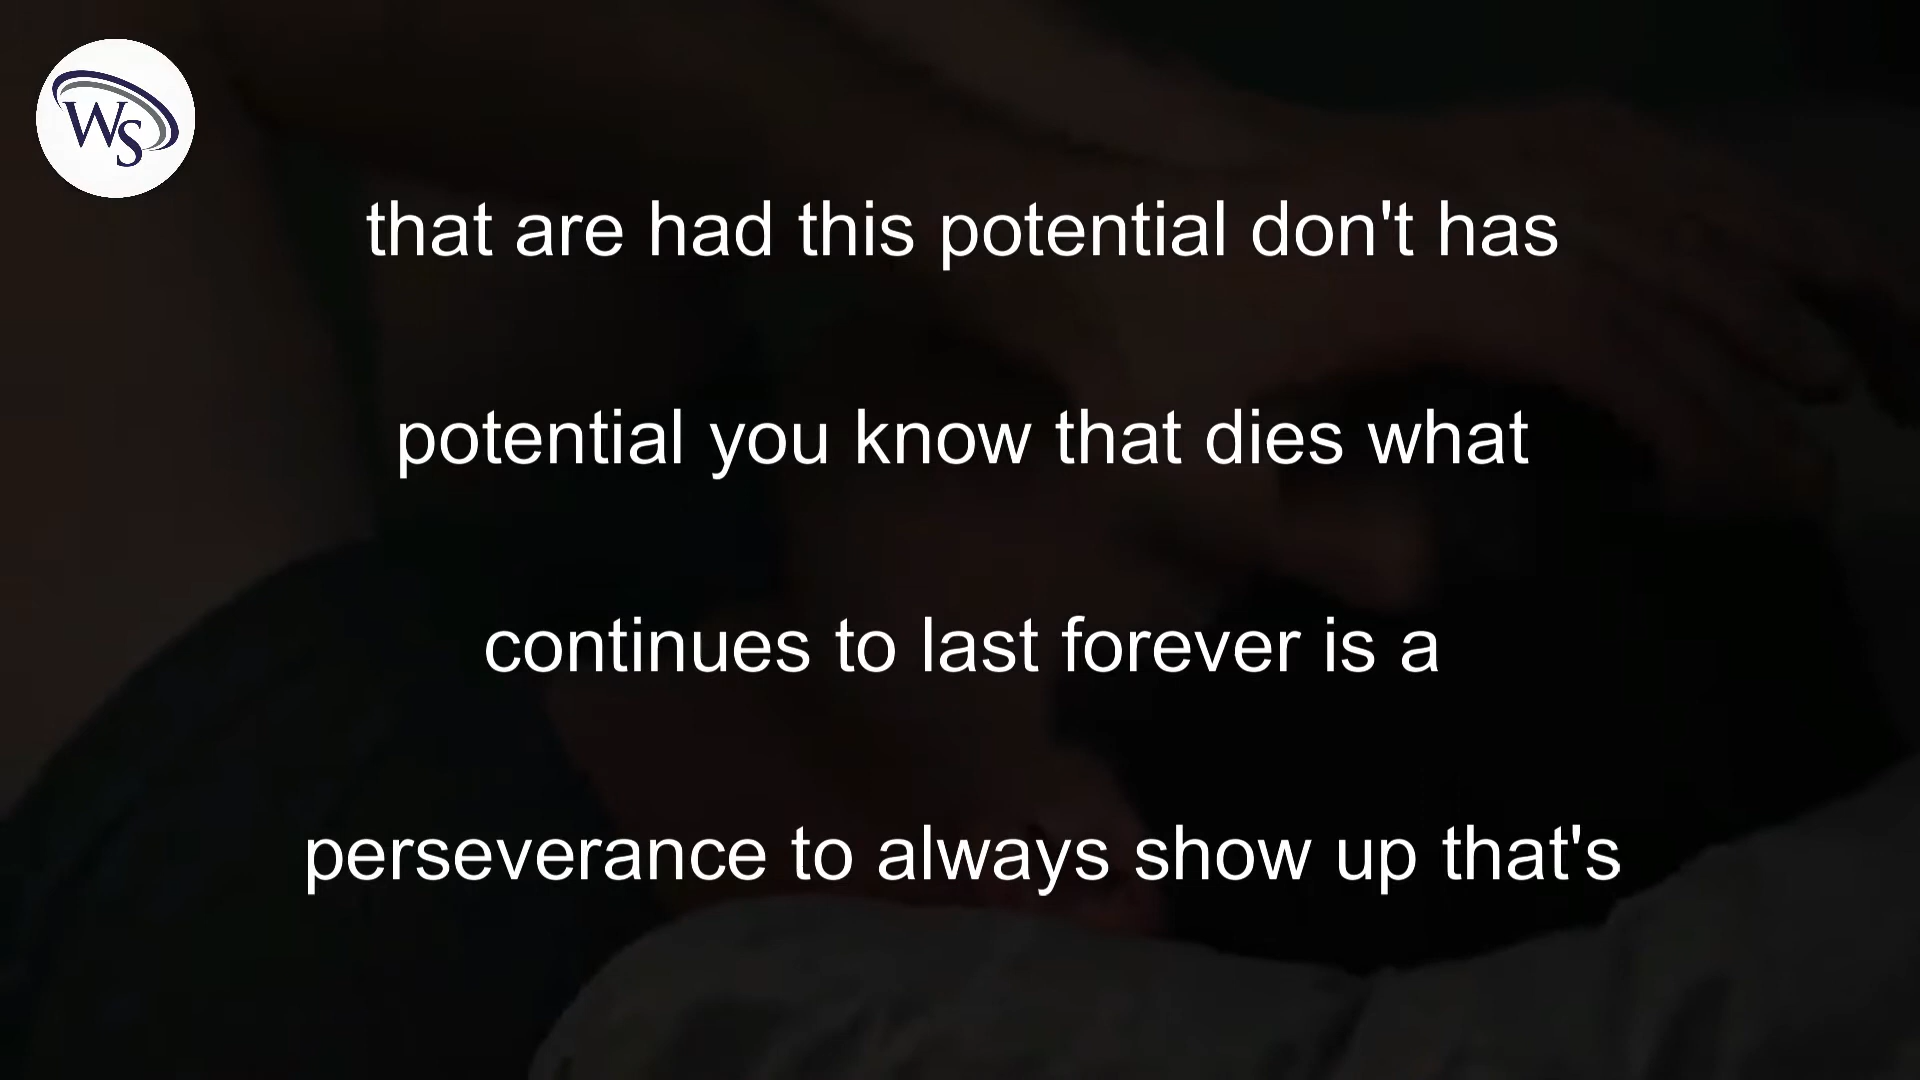 WS
that are had this potential don't has
potential you know that dies what
continues to last forever is a
perseverance to always show up that's